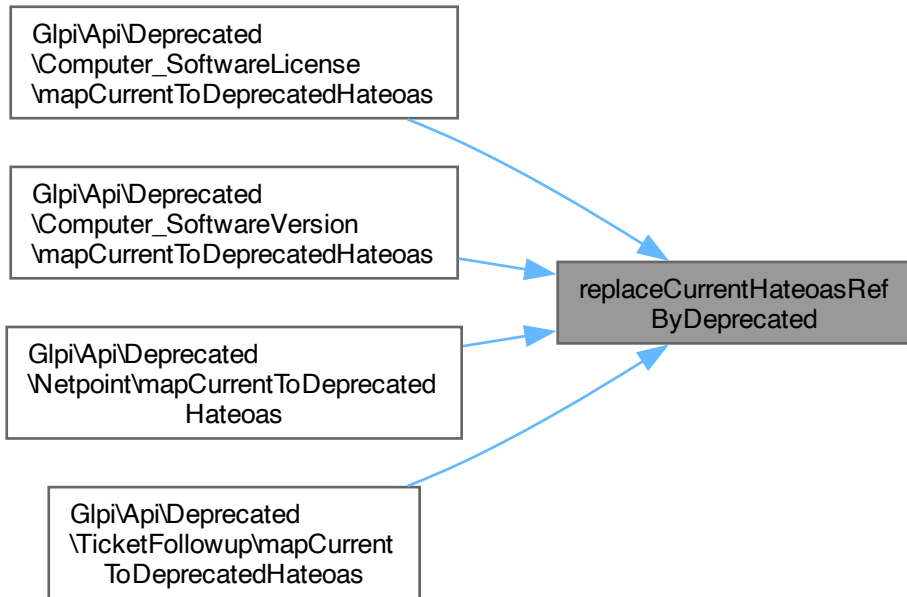 Glpi\Api\Deprecated
\Computer_SoftwareLicense
\mapCurrentToDeprecatedHateoas
Glpi\Api\Deprecated
\Computer_SoftwareVersion
\mapCurrentToDeprecatedHateoas
replaceCurrentHateoasRef
ByDeprecated
Glpi\Api\Deprecated
\Netpoint\mapCurrentToDeprecated
Hateoas
Glpi\Api\Deprecated
\TicketFollowup\mapCurrent
ToDeprecatedHateoas